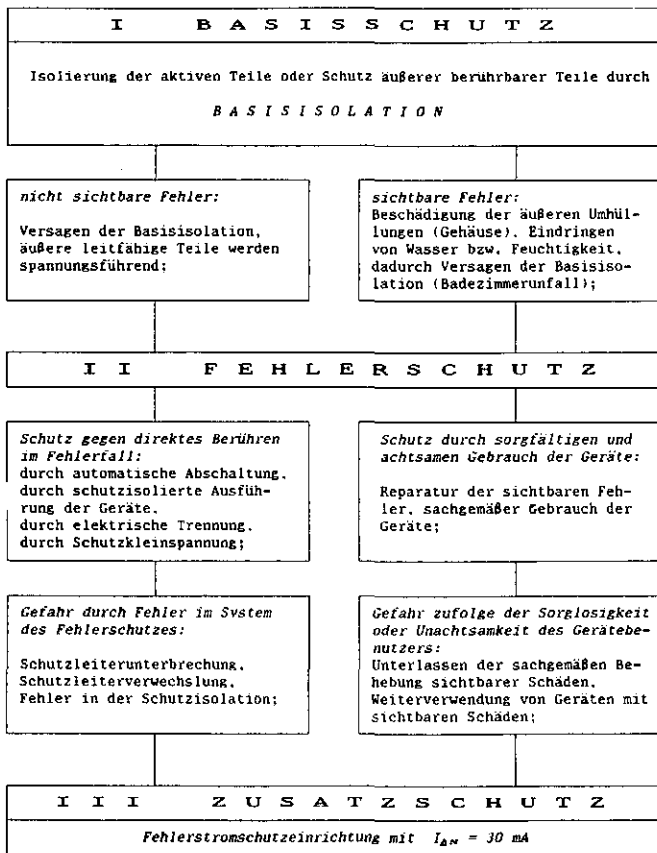 I BASISSCHUTZ
Isolierung der aktiven Teile oder Schutz äußerer berührbarer Teile durch
BASISISOLATION
nicht sichtbare Fehler:
Versagen der Basisisolation,
äußere leitfähige Teile werden
spannungsführend;
sichtbare Fehler:
Beschädigung der äußeren Umhül-
lungen (Gehäuse). Eindringen
von Wasser bzw. Feuchtigkeit.
dadurch Versagen der Basisiso-
lation (Badezimmerunfall);
II FEHLERSCHUTZ
Schutz gegen direktes Berühren
im Fehlerfall:
durch automatische Abschaltung.
durch schutzisolierte Ausfüh-
rung der Geräte.
durch elektrische Trennung.
durch Schutzkleinspannung;
Schutz durch sorgfältigen und
achtsamen Gebrauch der Geräte:
Reparatur der sichtbaren Feh-
ler. sachgemäßer Gebrauch der
Geräte;
Gefahr durch Fehler im System
des Fehlerschutzes:
Schutzleiterunterbrechung.
Schutzleiterverwechslung.
Fehler in der Schutzisolation;
Gefahr zufolge der Sorglosigkeit
oder Unachtsamkeit des Gerätebe-
nutzers:
Unterlassen der sachgemäßen Be-
hebung sichtbarer Schäden.
Weiterverwendung von Geräten mit
sichtbaren Schäden;
III ZUSATZSCHUTZ
Fehlerstromschutzeinrichtung mit I_ΔN = 30 mA